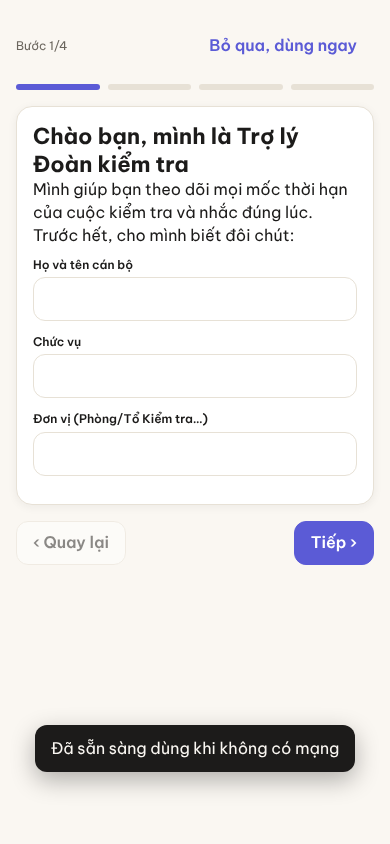 Bước 1/4
Bỏ qua, dùng ngay
Chào bạn, mình là Trợ lý
Đoàn kiểm tra
Mình giúp bạn theo dõi mọi mốc thời hạn
của cuộc kiểm tra và nhắc đúng lúc.
Trước hết, cho mình biết đôi chút:
Họ và tên cán bộ
Chức vụ
Đơn vị (Phòng/Tổ Kiểm tra...)
‹ Quay lại
Tiếp ›
Đã sẵn sàng dùng khi không có mạng